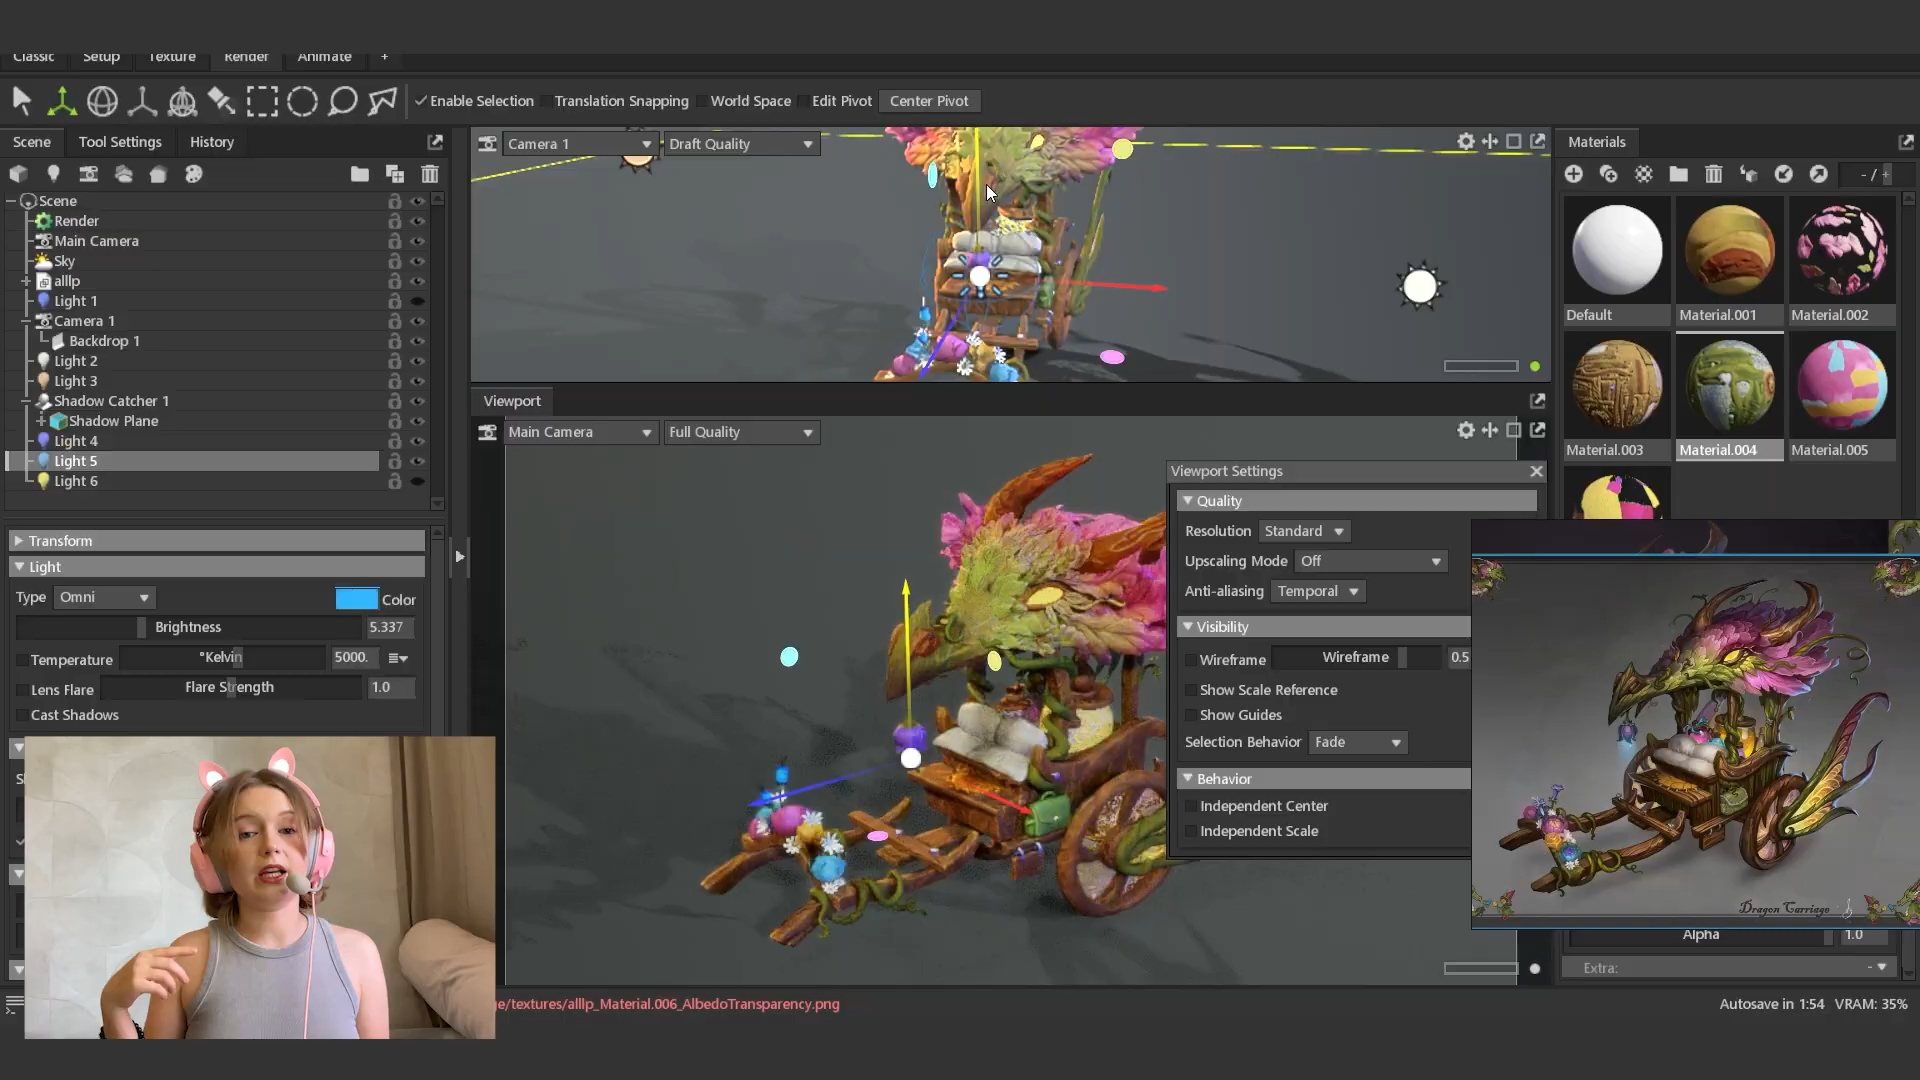 Classic Setup Texture Render Animate +
Enable Selection Translation Snapping World Space Edit Pivot Center Pivot
Scene Tool Settings History
Scene
Render
Main Camera
Sky
alllp
Light 1
Camera 1
Backdrop 1
Light 2
Light 3
Shadow Catcher 1
Shadow Plane
Light 4
Light 5
Light 6
Transform
Light
Type Omni Color
Brightness 5.337
Temperature °Kelvin 5000.
Lens Flare Flare Strength 1.0
Cast Shadows
Camera 1 Draft Quality
Viewport
Main Camera Full Quality
Viewport Settings
Quality
Resolution Standard
Upscaling Mode Off
Anti-aliasing Temporal
Visibility
Wireframe Wireframe 0.5
Show Scale Reference
Show Guides
Selection Behavior Fade
Behavior
Independent Center
Independent Scale
Materials
- / +
Default Material.001 Material.002
Material.003 Material.004 Material.005
Dragon Carriage
Alpha 1.0
Extra: -
ge/textures/alllp_Material.006_AlbedoTransparency.png
Autosave in 1:54 VRAM: 35%